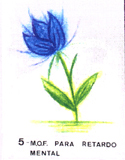 5 - M.O.F. PARA RETARDO
MENTAL